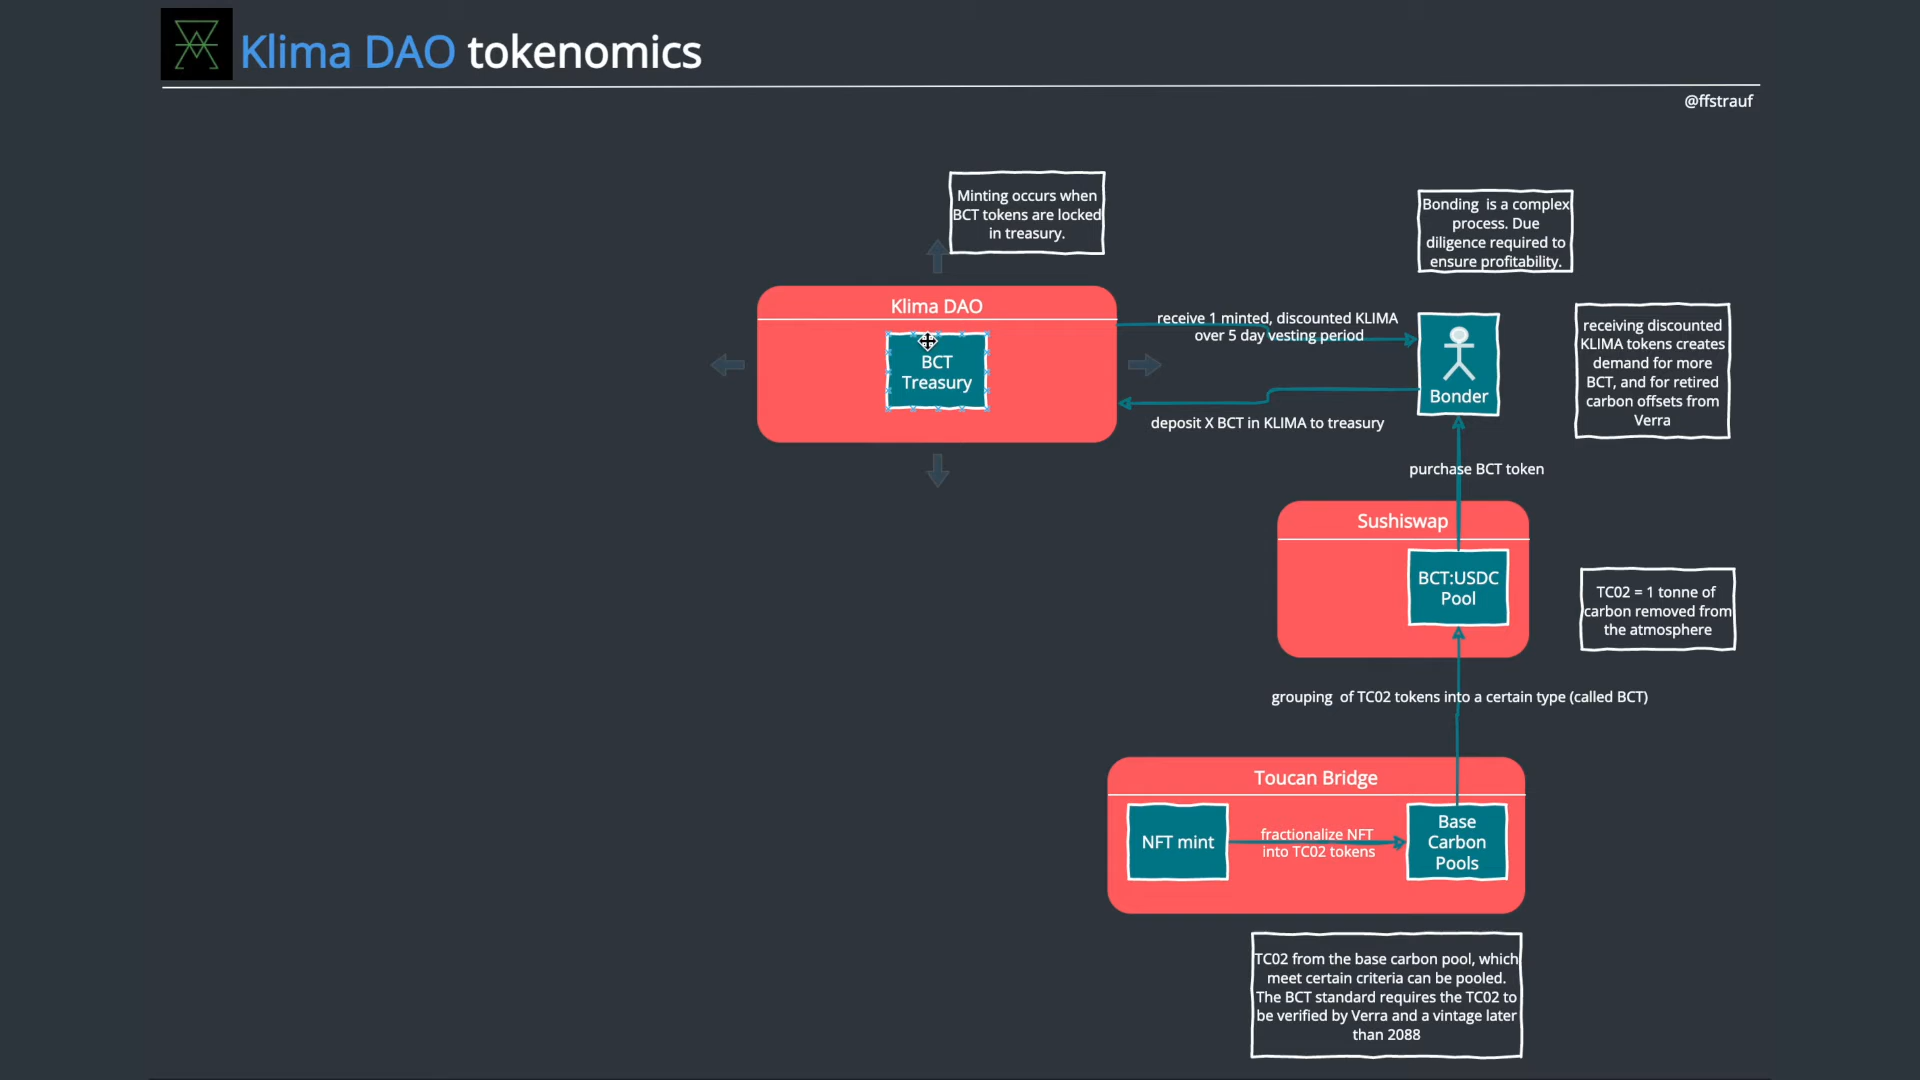 Klima DAO tokenomics
@ffstrauf
Minting occurs when
BCT tokens are locked
in treasury.
Bonding  is a complex
process. Due
diligence required to
ensure profitability.
Klima DAO
BCT
Treasury
receive 1 minted, discounted KLIMA
over 5 day vesting period
deposit X BCT in KLIMA to treasury
Bonder
receiving discounted
KLIMA tokens creates
demand for more
BCT, and for retired
carbon offsets from
Verra
purchase BCT token
Sushiswap
BCT:USDC
Pool
TC02 = 1 tonne of
carbon removed from
the atmosphere
grouping  of TC02 tokens into a certain type (called BCT)
Toucan Bridge
NFT mint
fractionalize NFT
into TC02 tokens
Base
Carbon
Pools
TC02 from the base carbon pool, which
meet certain criteria can be pooled.
The BCT standard requires the TC02 to
be verified by Verra and a vintage later
than 2088